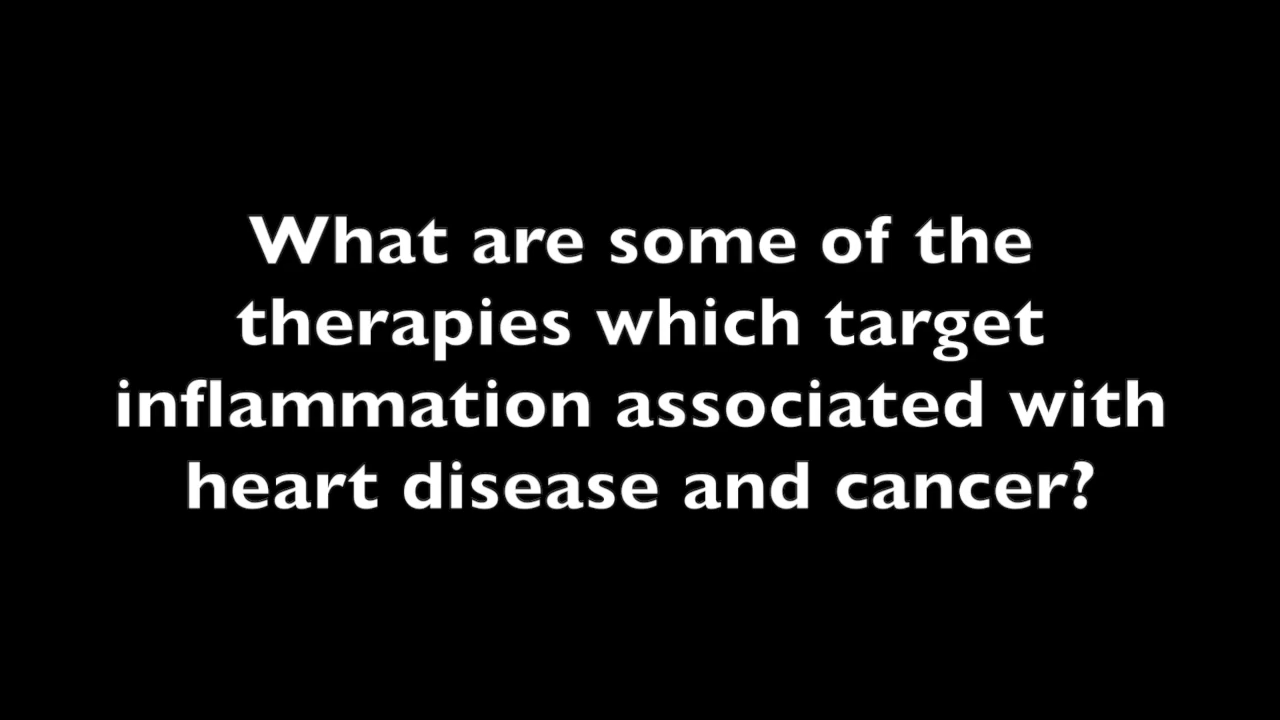 What are some of the
therapies which target
inflammation associated with
heart disease and cancer?